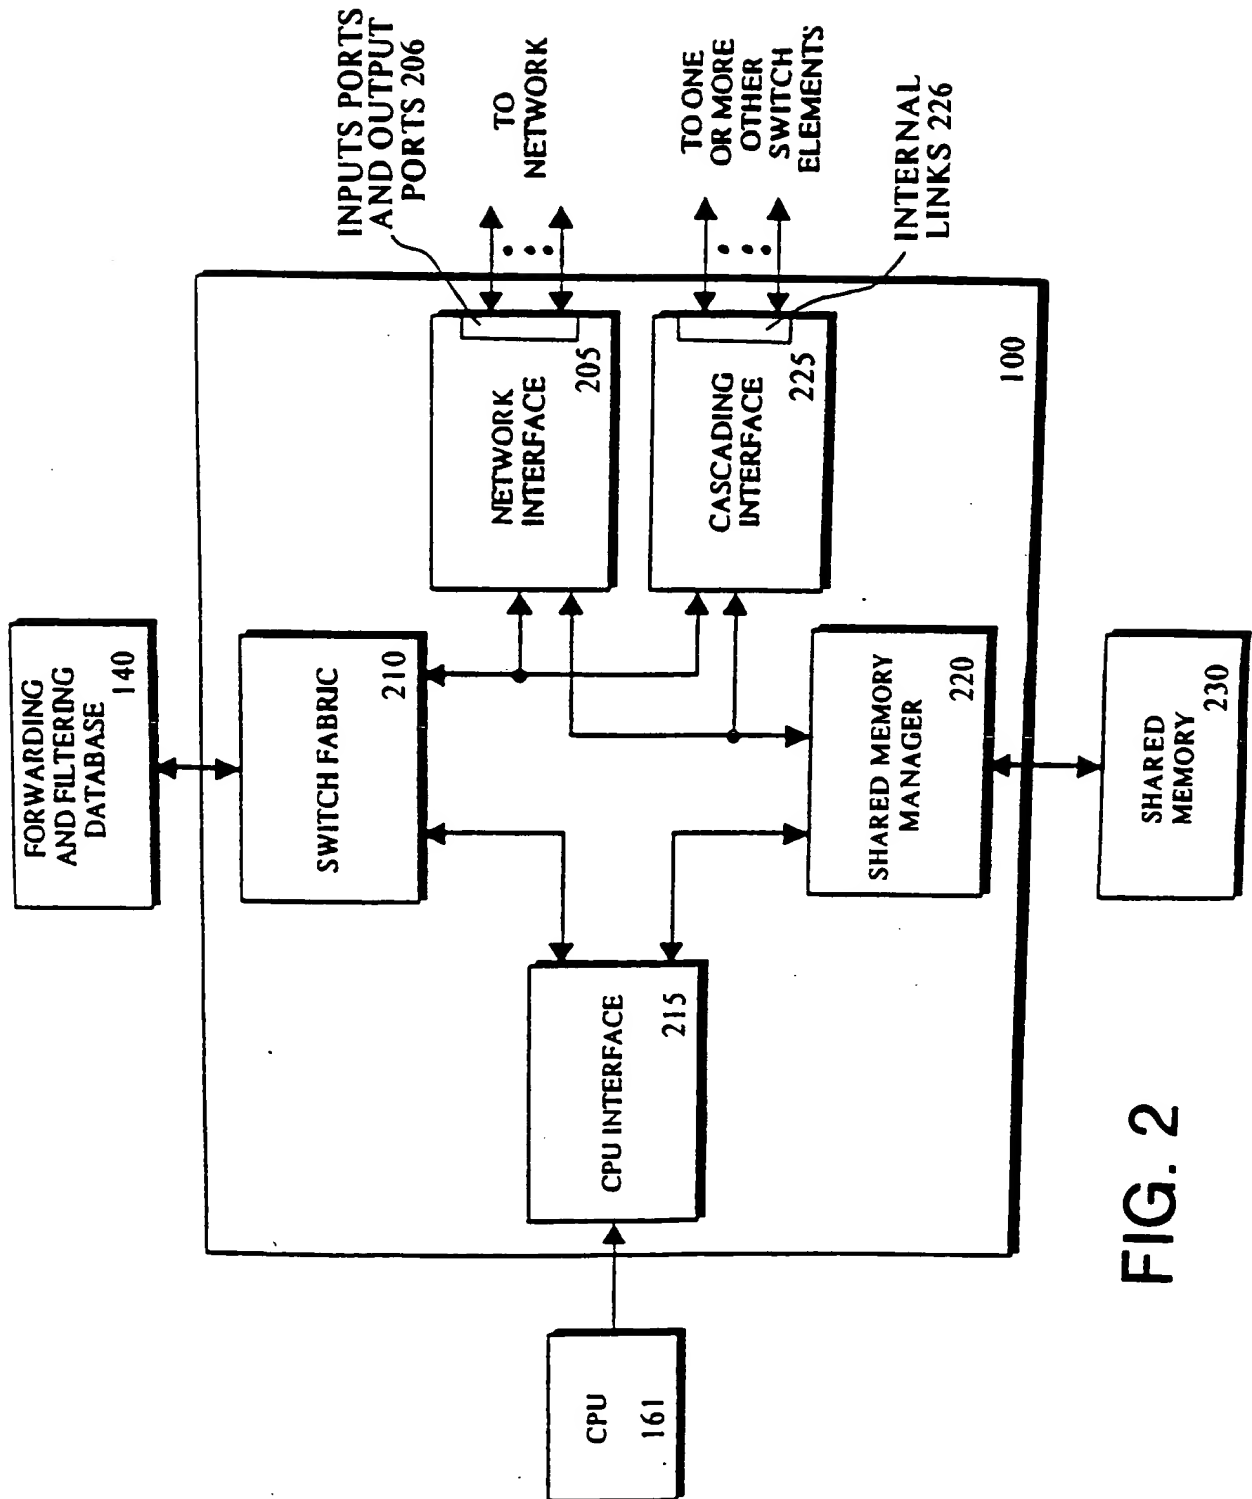 FORWARDING
AND FILTERING
DATABASE
140
SWITCH FABRIC
210
CPU
161
CPU INTERFACE
215
SHARED MEMORY
MANAGER
220
SHARED
MEMORY
230
NETWORK
INTERFACE
205
CASCADING
INTERFACE
225
100
INPUTS PORTS
AND OUTPUT
PORTS 206
TO
NETWORK
TO ONE
OR MORE
OTHER
SWITCH
ELEMENTS
INTERNAL
LINKS 226
FIG. 2